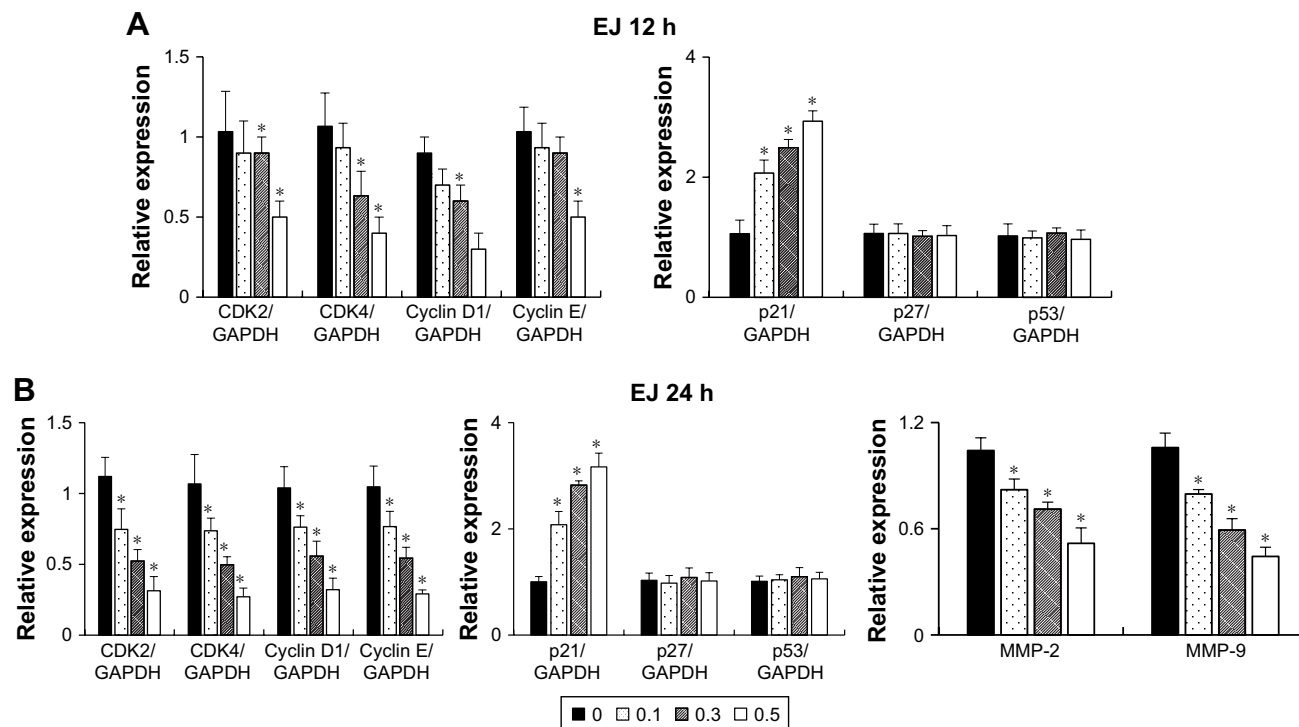 A
EJ 12 h
Relative expression
1.5
1
0.5
0
* * * * * *
CDK2/ CDK4/ Cyclin D1/ Cyclin E/
GAPDH GAPDH GAPDH GAPDH
Relative expression
4
2
0
* * *
p21/ p27/ p53/
GAPDH GAPDH GAPDH
B
EJ 24 h
Relative expression
1.5
1
0.5
0
* * * * * * * * * * * *
CDK2/ CDK4/ Cyclin D1/ Cyclin E/
GAPDH GAPDH GAPDH GAPDH
Relative expression
4
2
0
* * *
p21/ p27/ p53/
GAPDH GAPDH GAPDH
Relative expression
1.2
0.6
0
* * * * * *
MMP-2 MMP-9
0 0.1 0.3 0.5